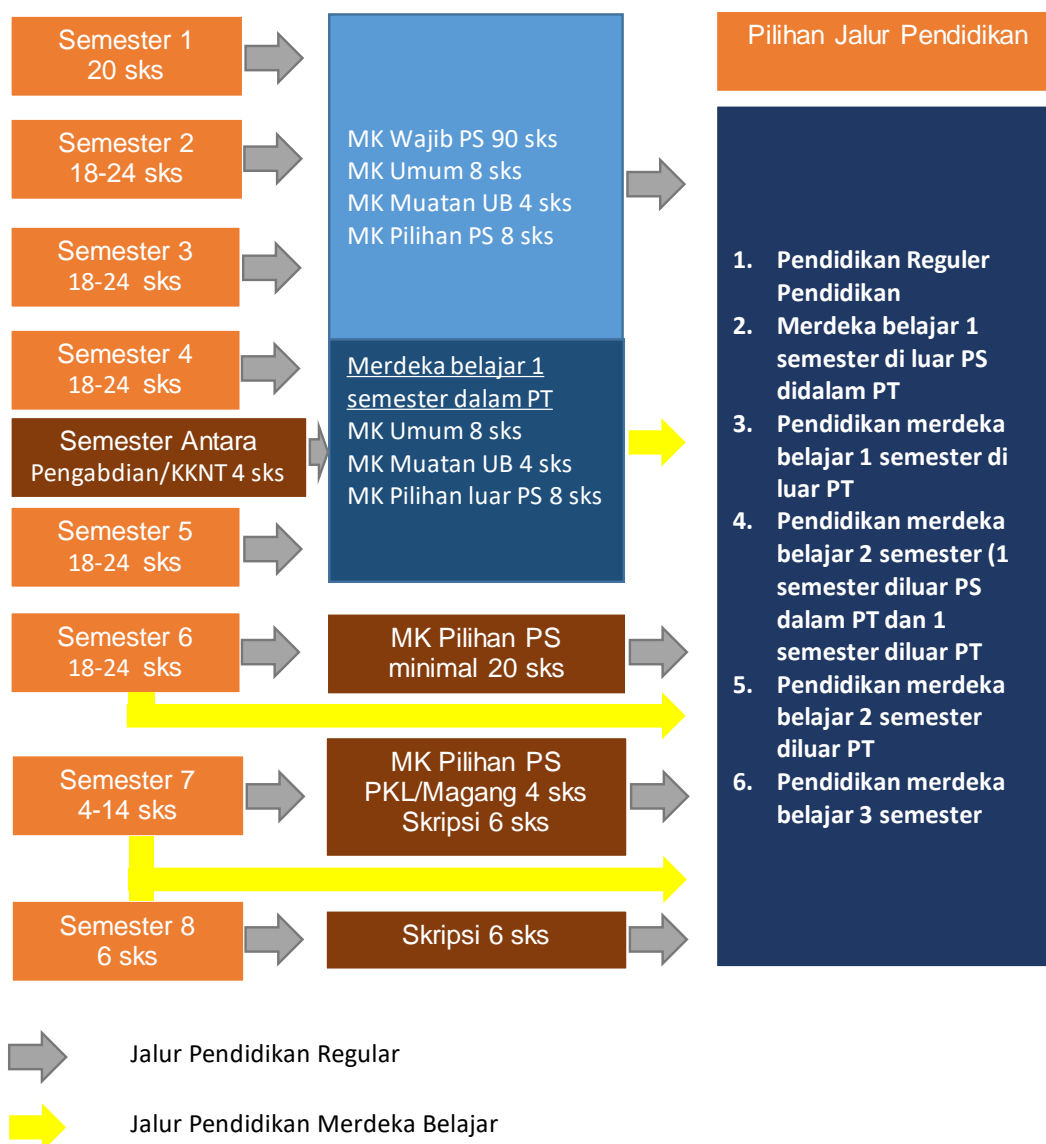 Semester 1
20 sks
Semester 2
18-24 sks
Semester 3
18-24 sks
Semester 4
18-24 sks
Semester Antara
Pengabdian/KKNT 4 sks
Semester 5
18-24 sks
Semester 6
18-24 sks
Semester 7
4-14 sks
Semester 8
6 sks
MK Wajib PS 90 sks
MK Umum 8 sks
MK Muatan UB 4 sks
MK Pilihan PS 8 sks
Merdeka belajar 1
semester dalam PT
MK Umum 8 sks
MK Muatan UB 4 sks
MK Pilihan luar PS 8 sks
MK Pilihan PS
minimal 20 sks
MK Pilihan PS
PKL/Magang 4 sks
Skripsi 6 sks
Skripsi 6 sks
Pilihan Jalur Pendidikan
1. Pendidikan Reguler
Pendidikan
2. Merdeka belajar 1
semester di luar PS
didalam PT
3. Pendidikan merdeka
belajar 1 semester di
luar PT
4. Pendidikan merdeka
belajar 2 semester (1
semester diluar PS
dalam PT dan 1
semester diluar PT
5. Pendidikan merdeka
belajar 2 semester
diluar PT
6. Pendidikan merdeka
belajar 3 semester
Jalur Pendidikan Regular
Jalur Pendidikan Merdeka Belajar